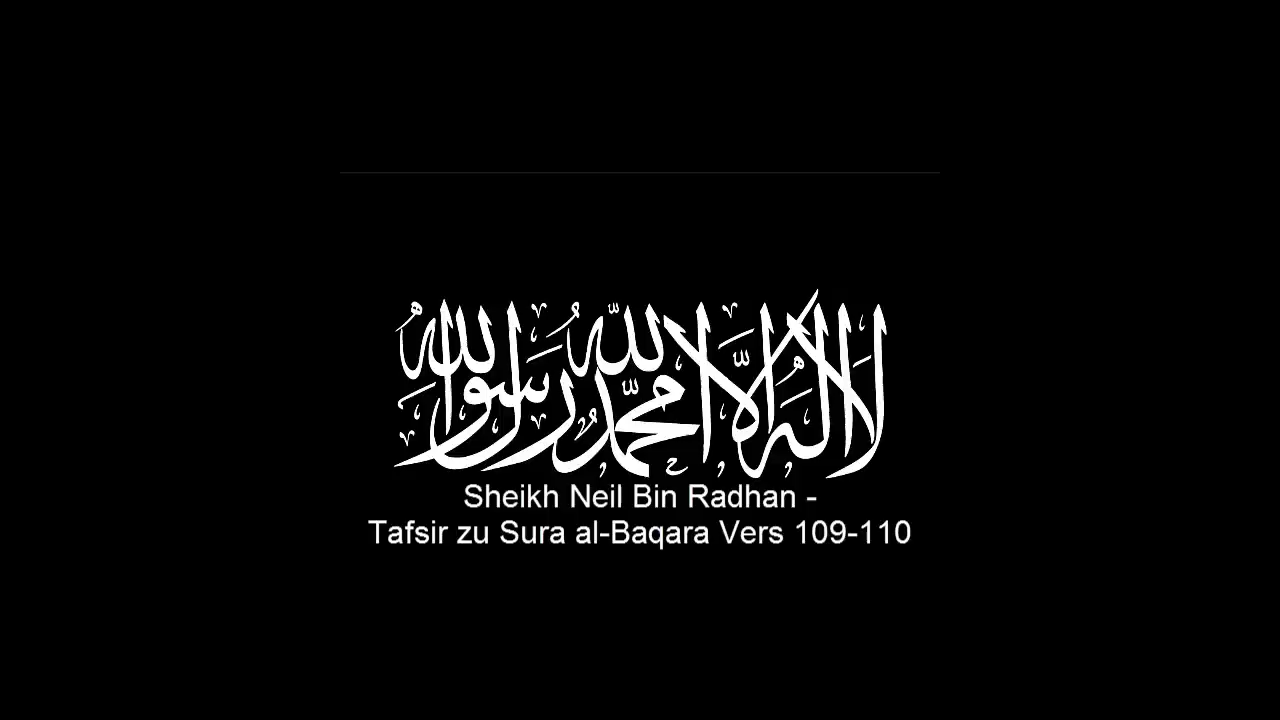 لا إله إلا الله محمد رسول الله
Sheikh Neil Bin Radhan -
Tafsir zu Sura al-Baqara Vers 109-110